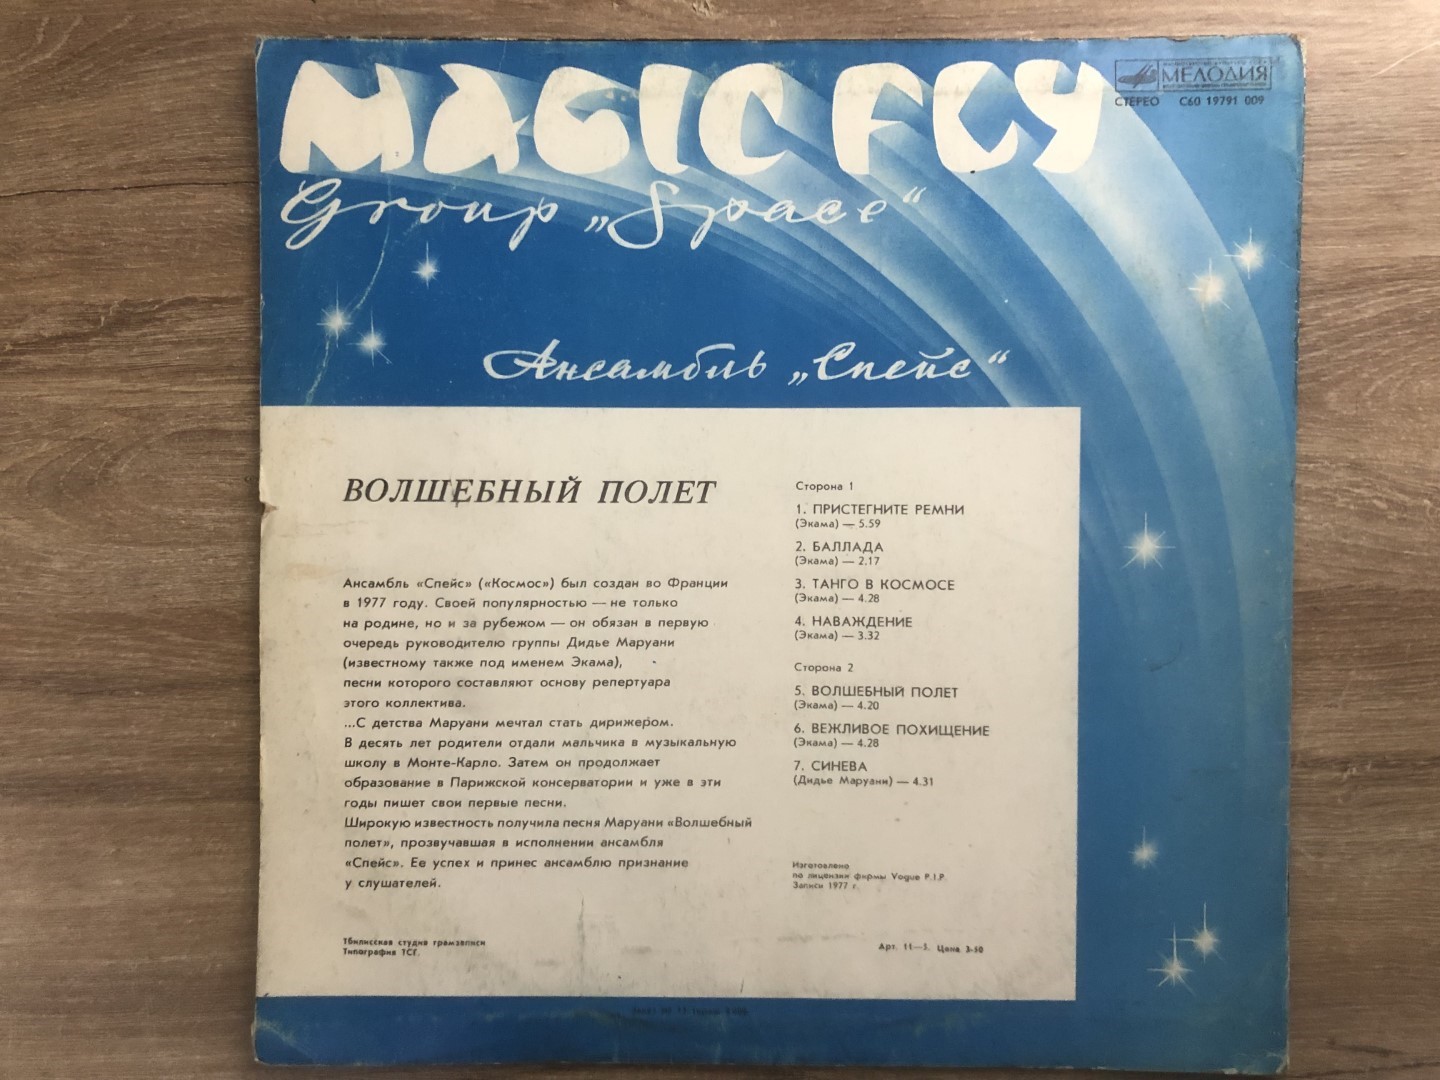 MAGIC FLY
МЕЛОДИЯ
СТЕРЕО С60 19791 009
Group „Space“
Ансамбль „Спейс“
ВОЛШЕБНЫЙ ПОЛЕТ
Ансамбль «Спейс» («Космос») был создан во Франции
в 1977 году. Своей популярностью — не только
на родине, но и за рубежом — он обязан в первую
очередь руководителю группы Дидье Маруани
(известному также под именем Экама),
песни которого составляют основу репертуара
этого коллектива.
...С детства Маруани мечтал стать дирижером.
В десять лет родители отдали мальчика в музыкальную
школу в Монте-Карло. Затем он продолжает
образование в Парижской консерватории и уже в эти
годы пишет свои первые песни.
Широкую известность получила песня Маруани «Волшебный
полет», прозвучавшая в исполнении ансамбля
«Спейс». Ее успех и принес ансамблю признание
у слушателей.
Тбилисская студия грамзаписи
Типография ТСГ.
Сторона 1
1. ПРИСТЕГНИТЕ РЕМНИ
(Экама) — 5.59
2. БАЛЛАДА
(Экама) — 2.17
3. ТАНГО В КОСМОСЕ
(Экама) — 4.28
4. НАВАЖДЕНИЕ
(Экама) — 3.32
Сторона 2
5. ВОЛШЕБНЫЙ ПОЛЕТ
(Экама) — 4.20
6. ВЕЖЛИВОЕ ПОХИЩЕНИЕ
(Экама) — 4.28
7. СИНЕВА
(Дидье Маруани) — 4.31
Изготовлено
по лицензии фирмы Vogue P.I.P.
Записи 1977 г.
Арт. 11—5. Цена 3-50